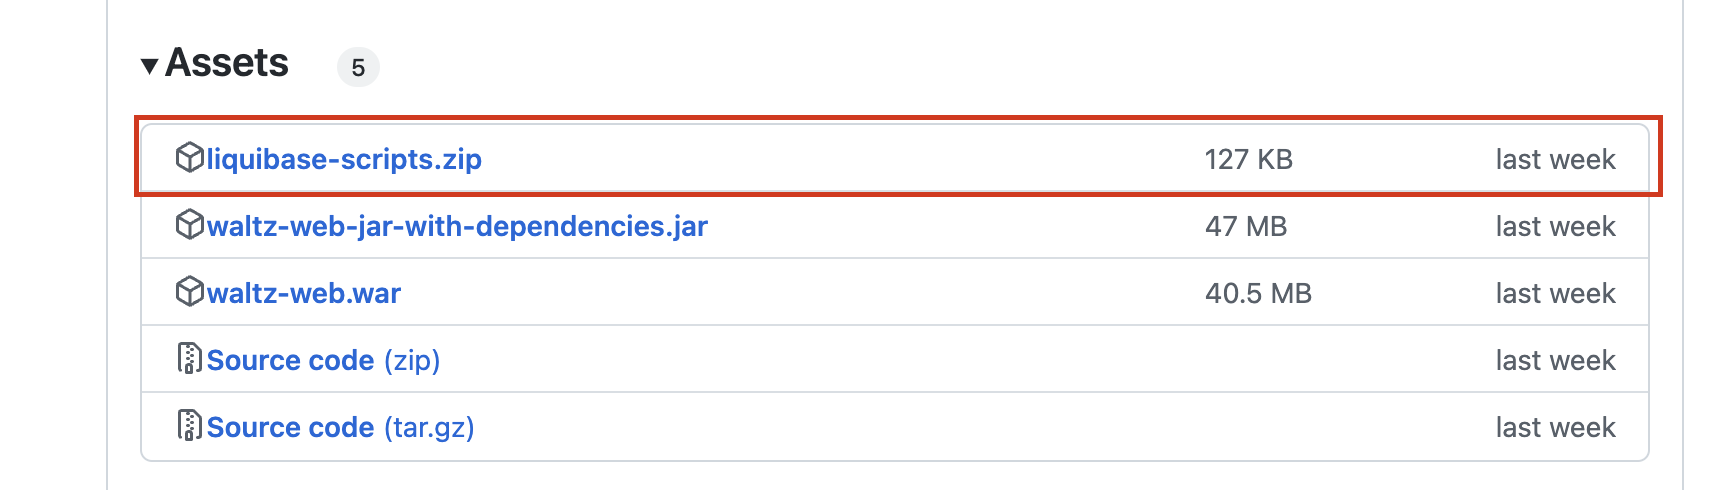 Assets 5
liquibase-scripts.zip 127 KB last week
waltz-web-jar-with-dependencies.jar 47 MB last week
waltz-web.war 40.5 MB last week
Source code (zip) last week
Source code (tar.gz) last week